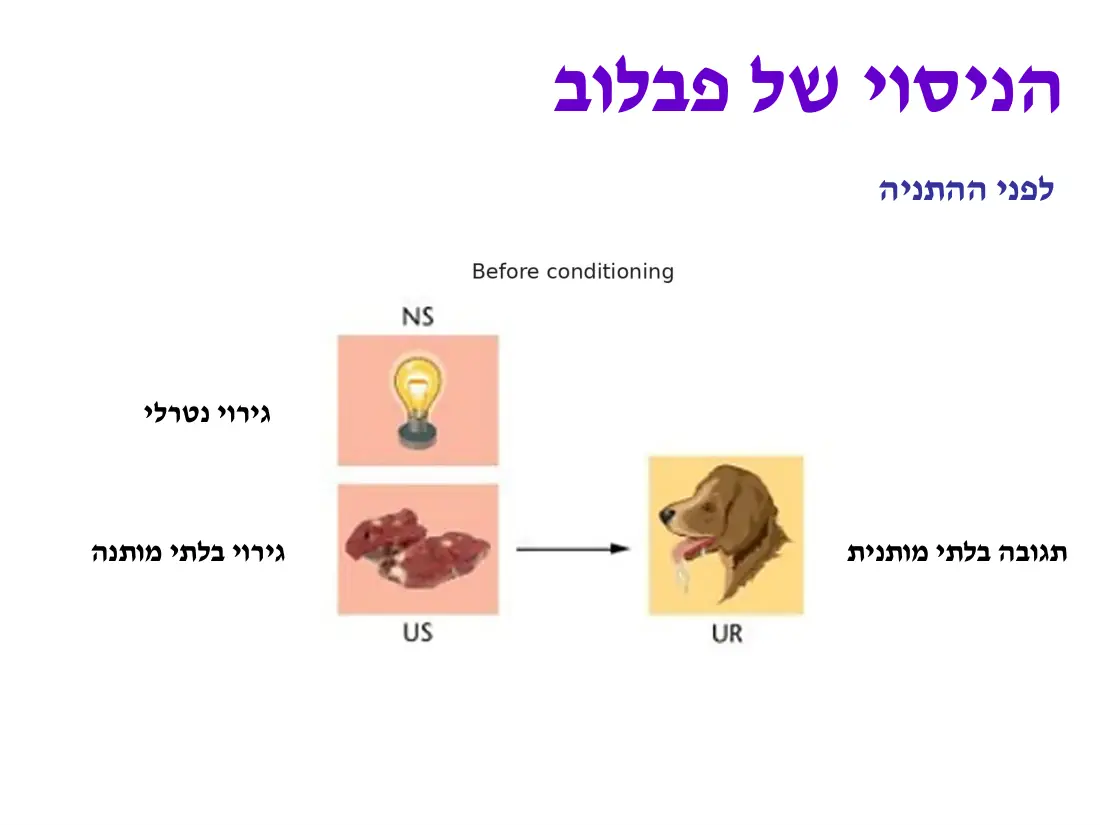 הניסוי של פבלוב
לפני ההתניה
Before conditioning
NS
גירוי נטרלי
גירוי בלתי מותנה
תגובה בלתי מותנית
US
UR